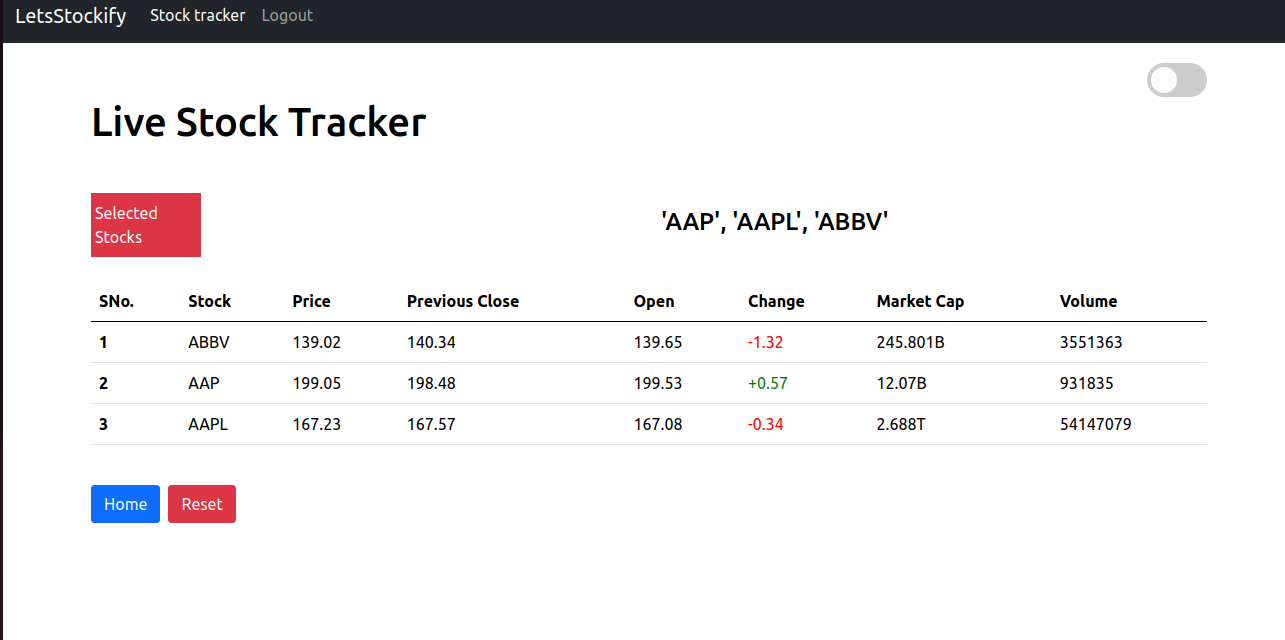 LetsStockify Stock tracker Logout
Live Stock Tracker
Selected
Stocks
'AAP', 'AAPL', 'ABBV'
SNo. Stock Price Previous Close Open Change Market Cap Volume
1 ABBV 139.02 140.34 139.65 -1.32 245.801B 3551363
2 AAP 199.05 198.48 199.53 +0.57 12.07B 931835
3 AAPL 167.23 167.57 167.08 -0.34 2.688T 54147079
Home Reset